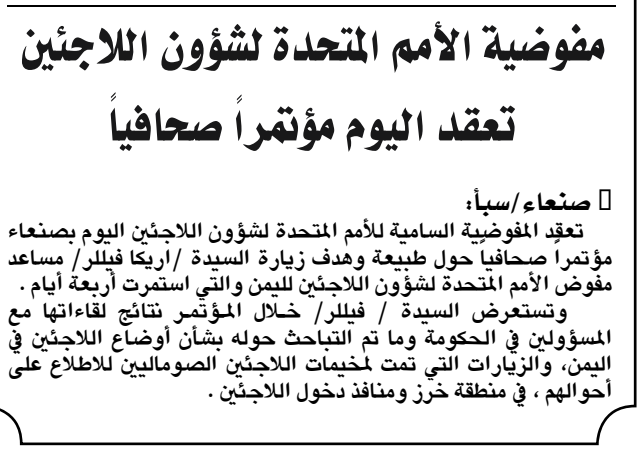 مفوضية الأمم المتحدة لشؤون اللاجئين
تعقد اليوم مؤتمراً صحافياً
صنعاء/سبأ:
تعقد المفوضية السامية للأمم المتحدة لشؤون اللاجئين اليوم بصنعاء
مؤتمراً صحافياً حول طبيعة وهدف زيارة السيدة /اريكا فيللر/ مساعد
مفوض الأمم المتحدة لشؤون اللاجئين لليمن والتي استمرت أربعة أيام .
وتستعرض السيدة / فيللر/ خلال المؤتمر نتائج لقاءاتها مع
المسؤولين في الحكومة وما تم التباحث حوله بشأن أوضاع اللاجئين في
اليمن، والزيارات التي تمت لمخيمات اللاجئين الصوماليين للاطلاع على
أحوالهم ، في منطقة خرز ومنافذ دخول اللاجئين .